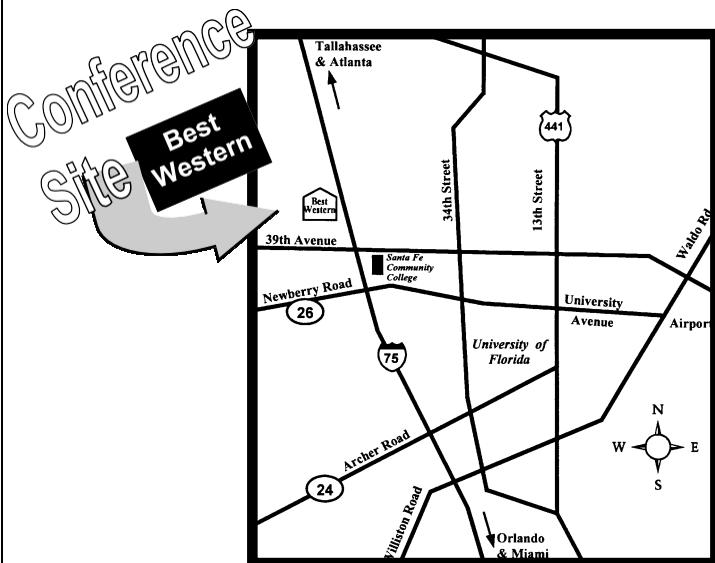 Conference
Site
Best
Western
Tallahassee
& Atlanta
441
34th Street
13th Street
Waldo Rd
Best
Western
39th Avenue
Santa Fe
Community
College
Newberry Road
26
University
Avenue
Airport
75
University of
Florida
Archer Road
24
Williston Road
N
W
E
S
Orlando
& Miami